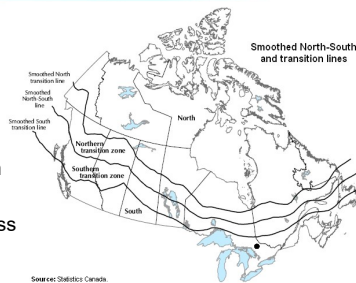 Smoothed North-South
and transition lines
Smoothed North
transition line
Smoothed
North-South
line
Smoothed South
transition line
North
Northern
transition zone
Southern
transition zone
South
ss
Source: Statistics Canada.